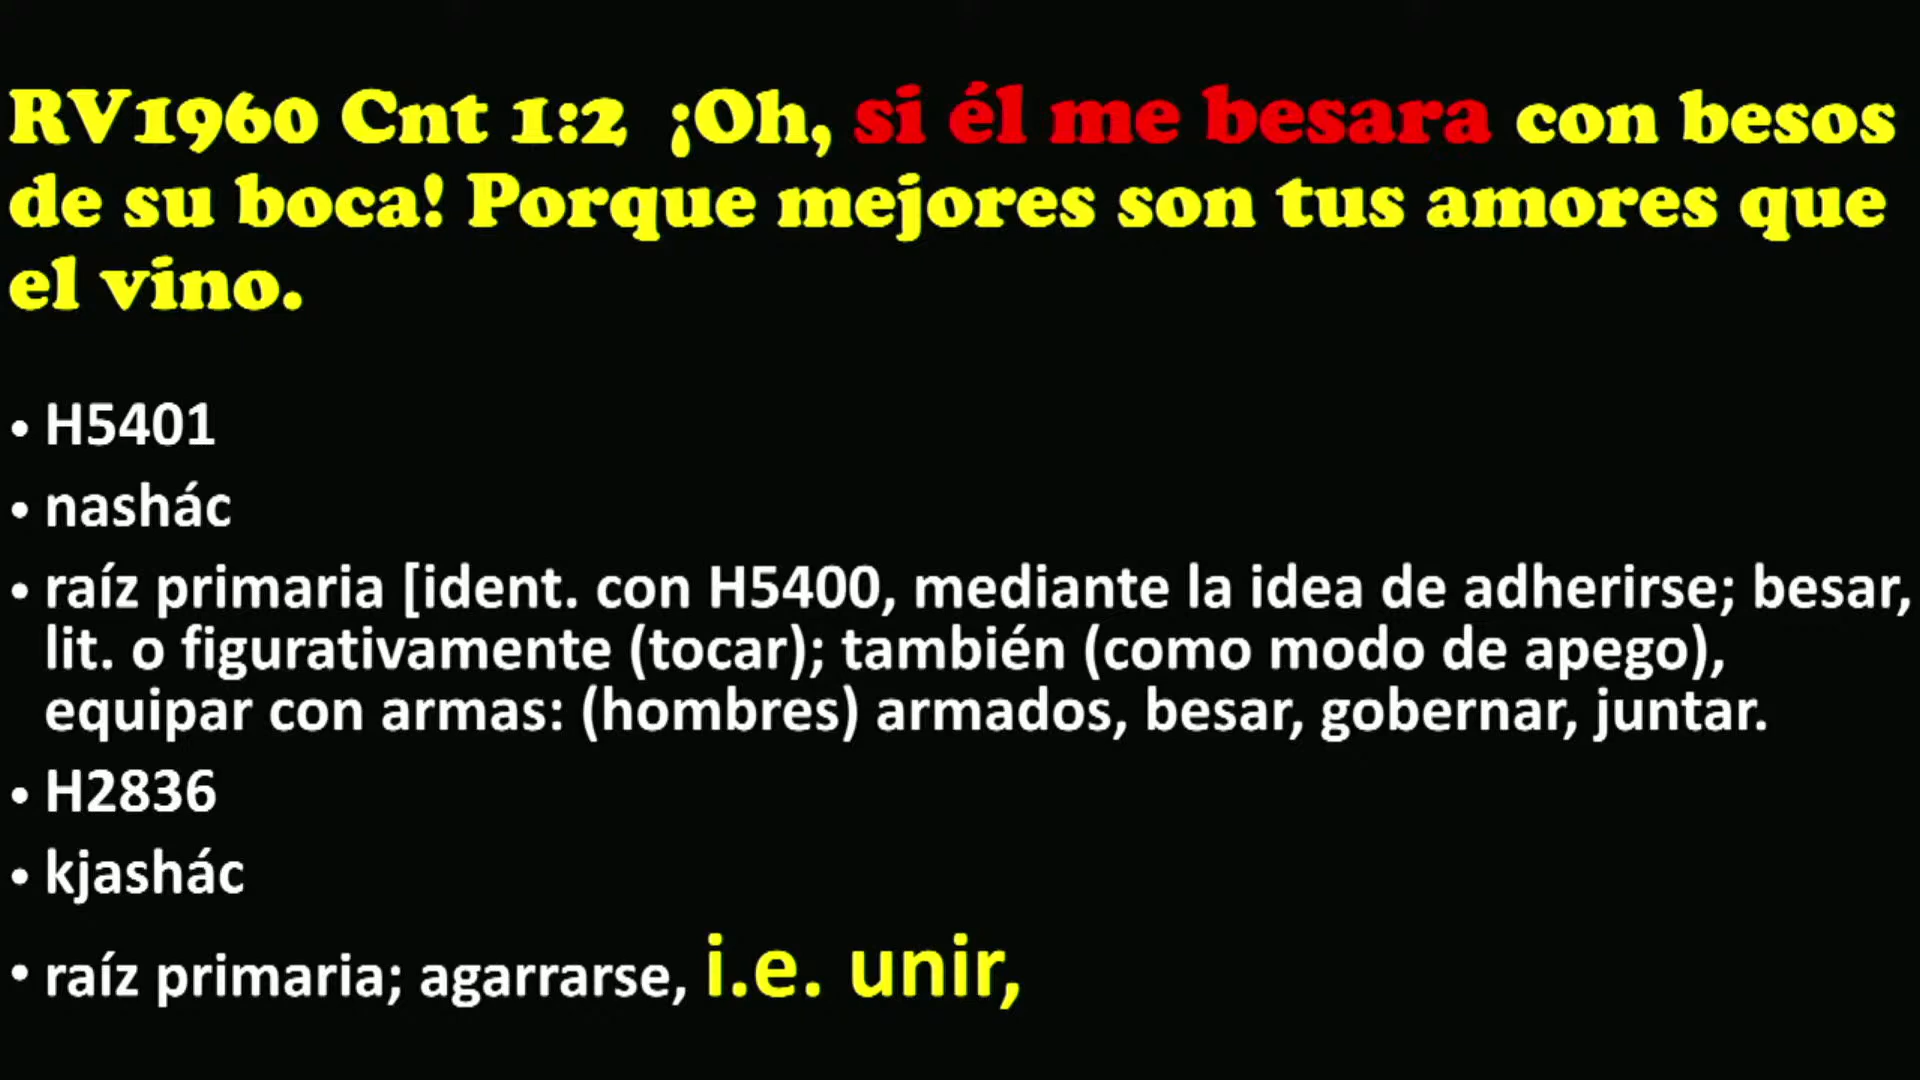 RV1960 Cnt 1:2 ¡Oh, si él me besara con besos
de su boca! Porque mejores son tus amores que
el vino.
• H5401
• nashác
• raíz primaria [ident. con H5400, mediante la idea de adherirse; besar,
lit. o figurativamente (tocar); también (como modo de apego),
equipar con armas: (hombres) armados, besar, gobernar, juntar.
• H2836
• kjashác
• raíz primaria; agarrarse, i.e. unir,